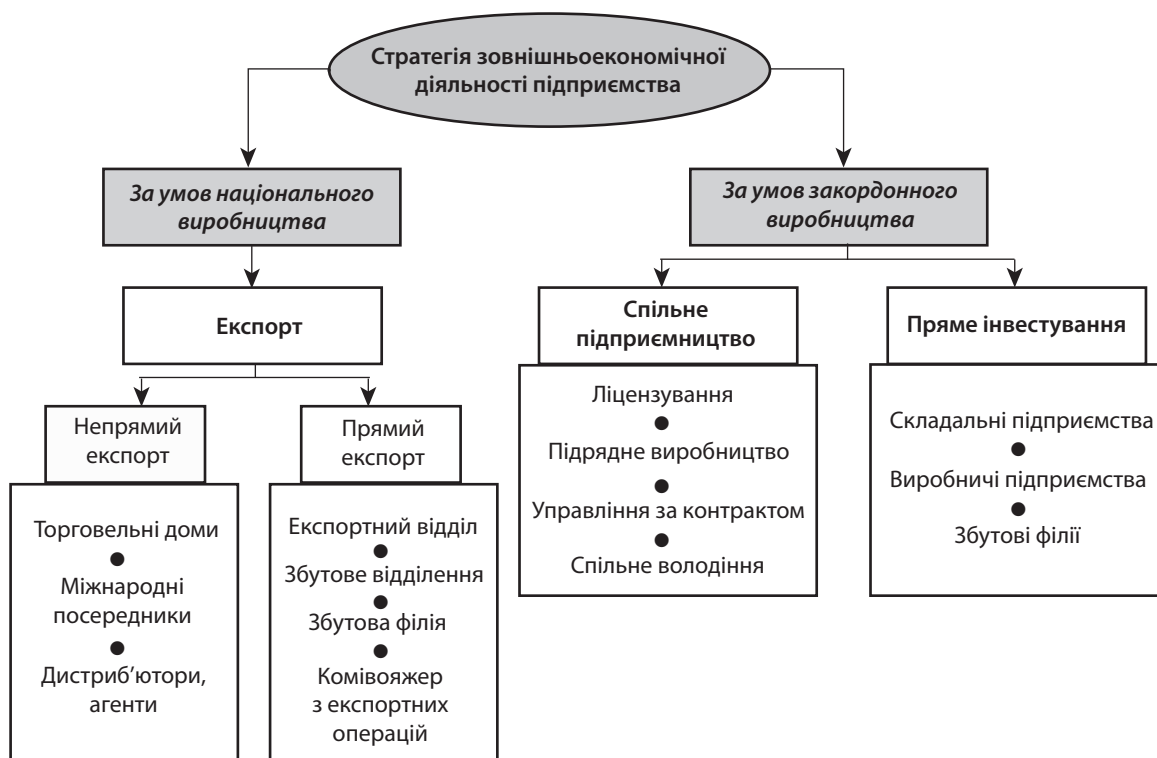 Стратегія зовнішньоекономічної
діяльності підприємства
За умов національного
виробництва
За умов закордонного
виробництва
Експорт
Спільне
підприємництво
Пряме інвестування
Непрямий
експорт
Прямий
експорт
Торговельні доми
Міжнародні
посередники
Дистриб’ютори,
агенти
Експортний відділ
Збутове відділення
Збутова філія
Комівояжер
з експортних
операцій
Ліцензування
Підрядне виробництво
Управління за контрактом
Спільне володіння
Складальні підприємства
Виробничі підприємства
Збутові філії